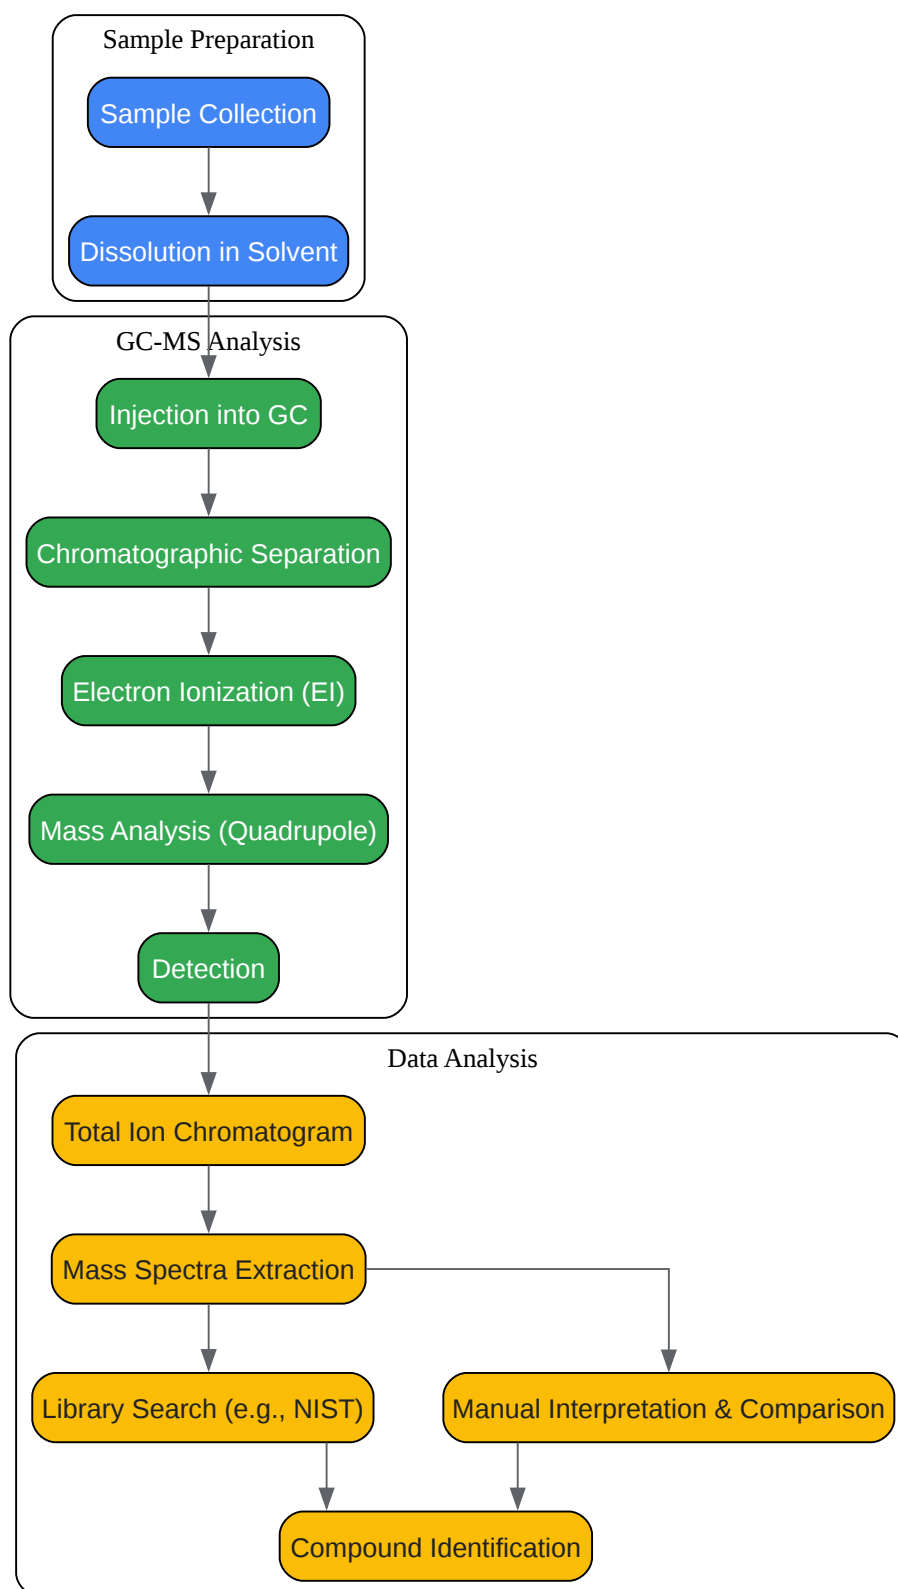 Sample Preparation
Sample Collection
Dissolution in Solvent
GC-MS Analysis
Injection into GC
Chromatographic Separation
Electron Ionization (EI)
Mass Analysis (Quadrupole)
Detection
Data Analysis
Total Ion Chromatogram
Mass Spectra Extraction
Library Search (e.g., NIST)
Manual Interpretation & Comparison
Compound Identification